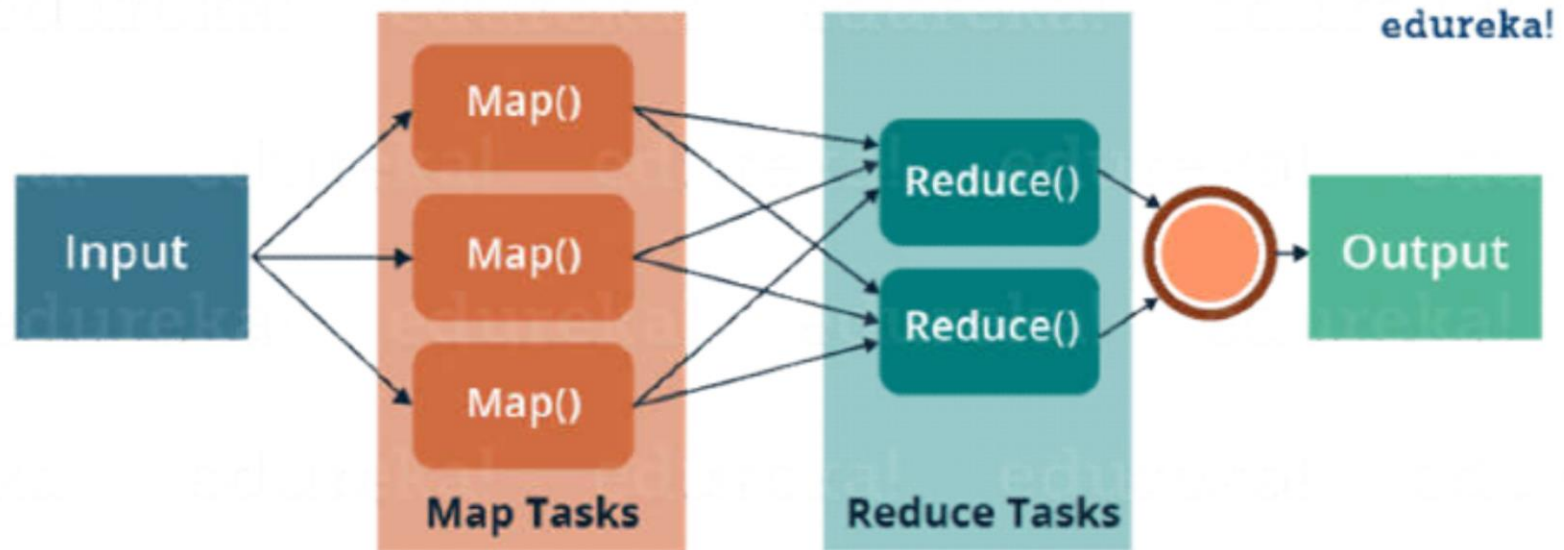 edureka!
Input
Map()
Map()
Map()
Map Tasks
Reduce()
Reduce()
Reduce Tasks
Output